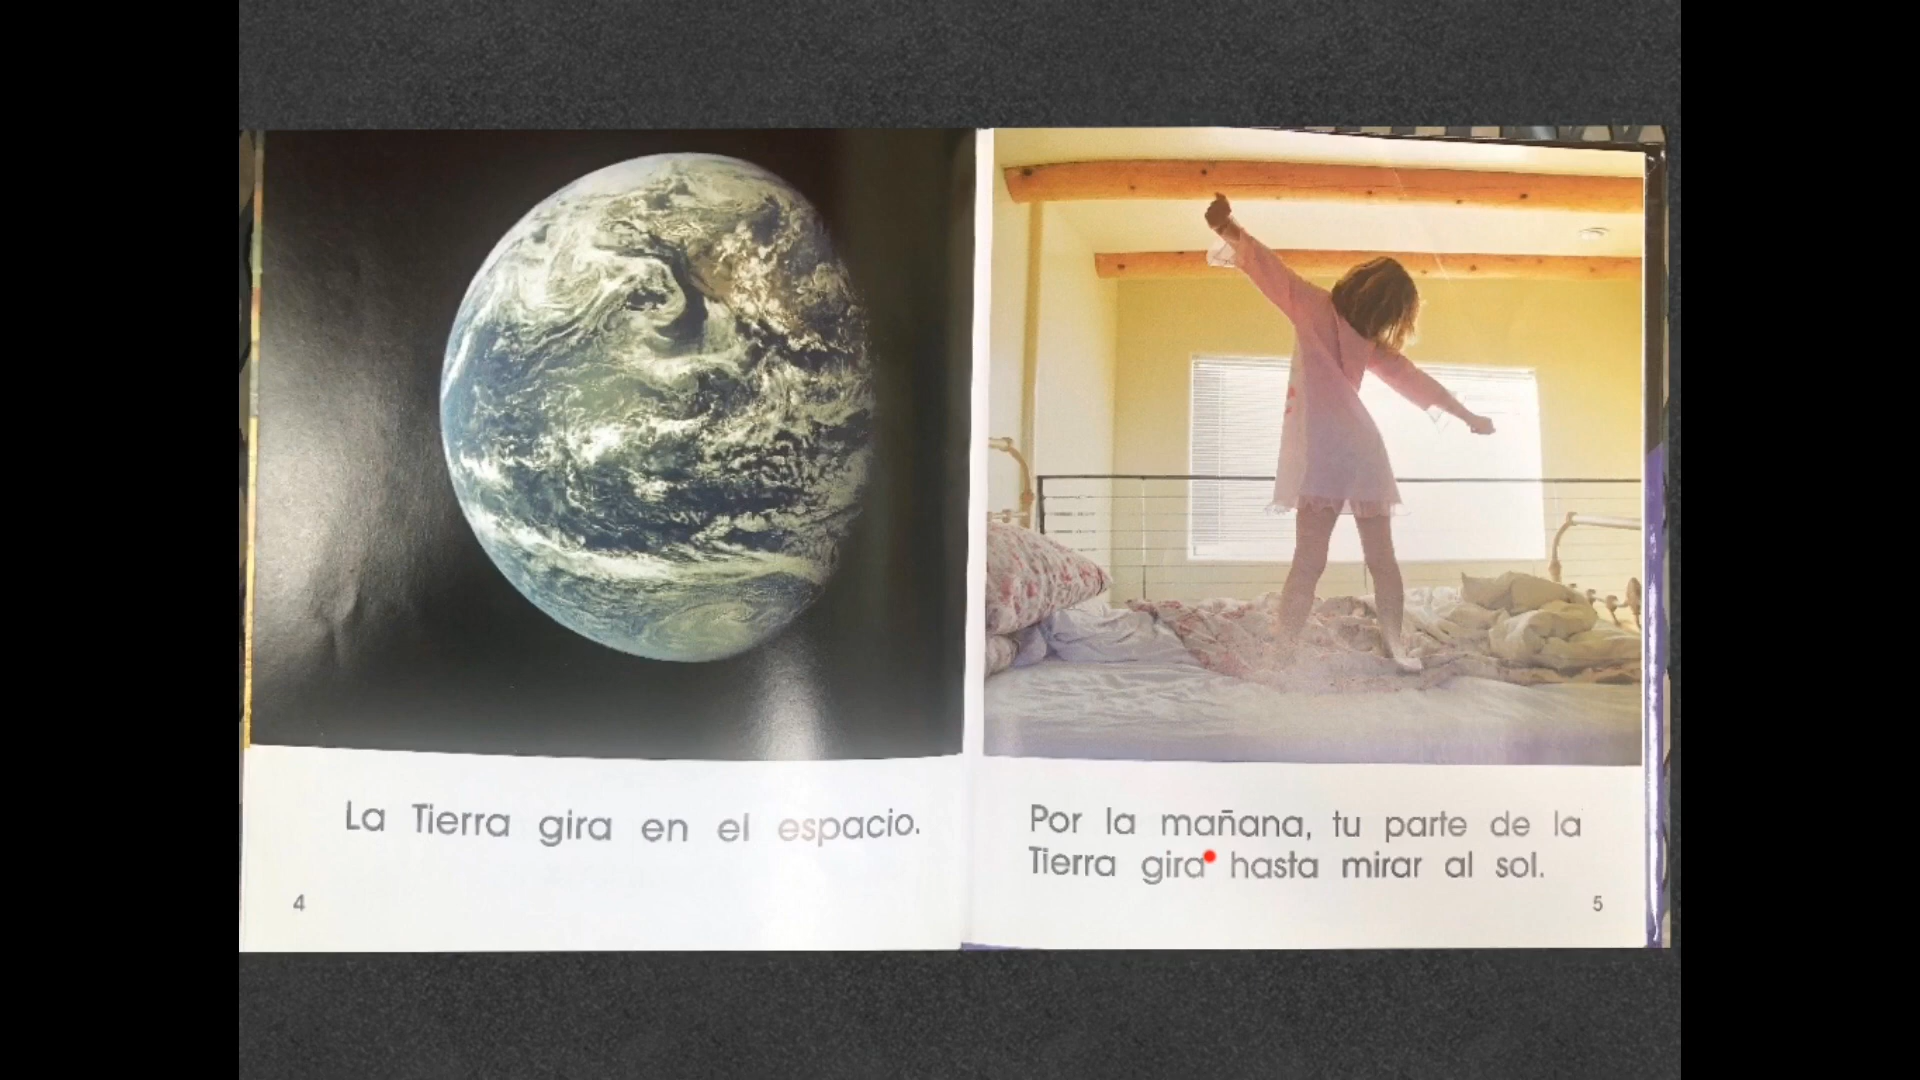 La Tierra gira en el espacio.
4
Por la mañana, tu parte de la
Tierra gira hasta mirar al sol.
5